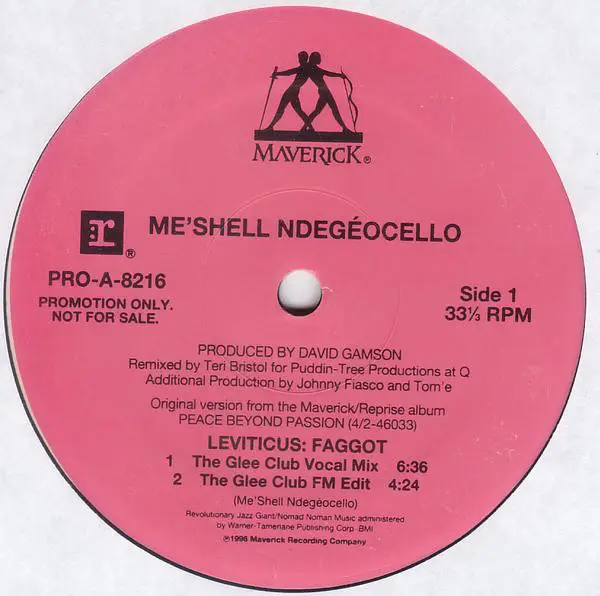 MAVERICK®
r®
ME'SHELL NDEGÉOCELLO
PRO-A-8216
PROMOTION ONLY.
NOT FOR SALE.
Side 1
33⅓ RPM
PRODUCED BY DAVID GAMSON
Remixed by Teri Bristol for Puddin-Tree Productions at Q
Additional Production by Johnny Fiasco and Tom'e
Original version from the Maverick/Reprise album
PEACE BEYOND PASSION (4/2-46033)
LEVITICUS: FAGGOT
1 The Glee Club Vocal Mix 6:36
2 The Glee Club FM Edit 4:24
(Me'Shell Ndegéocello)
Revolutionary Jazz Giant/Nomad Noman Music administered
by Warner-Tamerlane Publishing Corp. BMI
℗1996 Maverick Recording Company